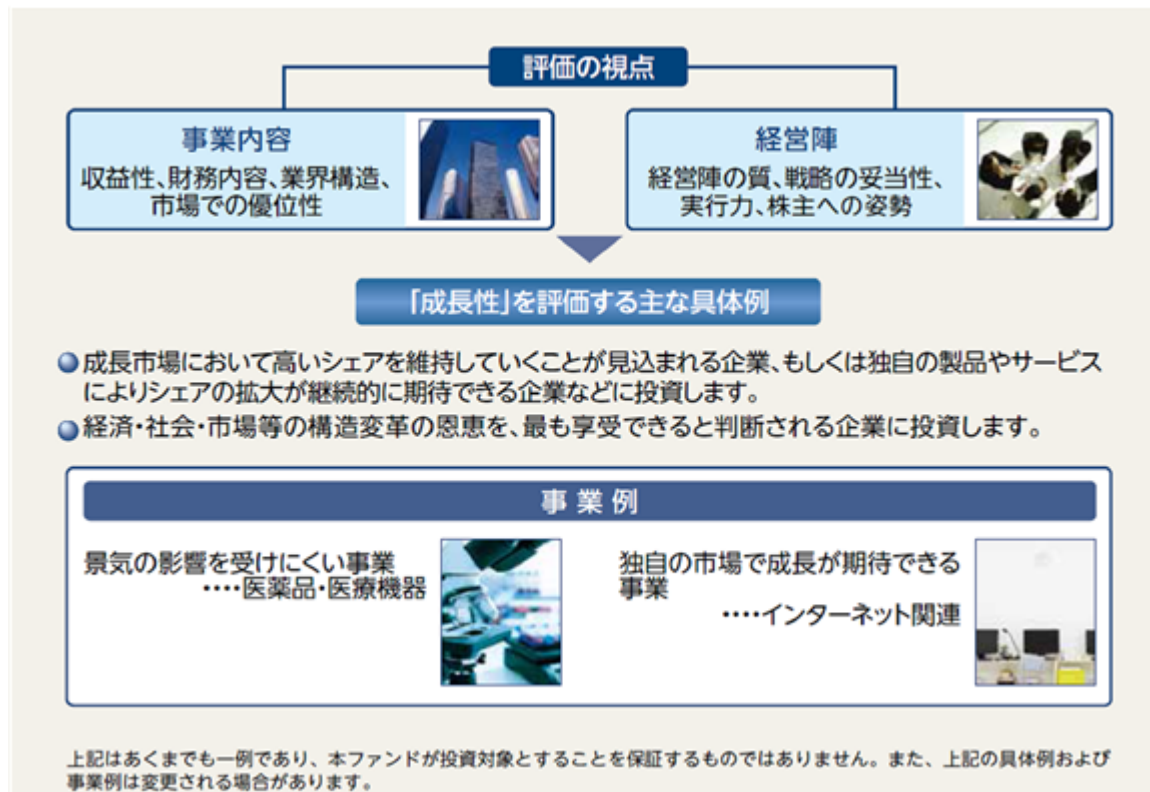 評価の視点
事業内容
収益性、財務内容、業界構造、
市場での優位性
経営陣
経営陣の質、戦略の妥当性、
実行力、株主への姿勢
「成長性」を評価する主な具体例
成長市場において高いシェアを維持していくことが見込まれる企業、もしくは独自の製品やサービス
によりシェアの拡大が継続的に期待できる企業などに投資します。
経済・社会・市場等の構造変革の恩恵を、最も享受できると判断される企業に投資します。
事業例
景気の影響を受けにくい事業
‥‥医薬品・医療機器
独自の市場で成長が期待できる
事業
‥‥インターネット関連
上記はあくまでも一例であり、本ファンドが投資対象とすることを保証するものではありません。また、上記の具体例および
事業例は変更される場合があります。